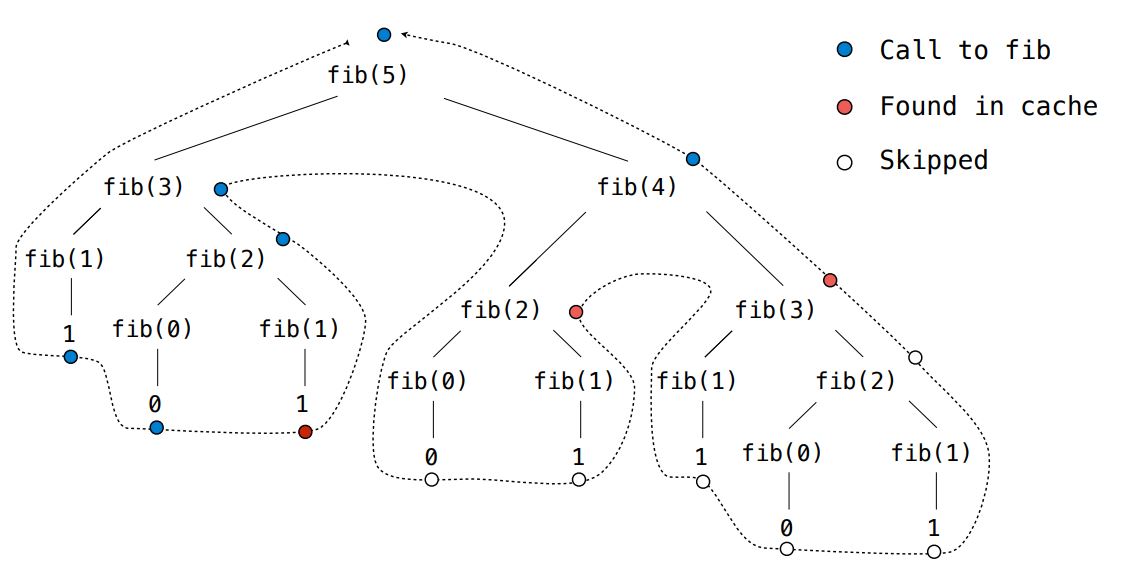 fib(5)
Call to fib
Found in cache
Skipped
fib(3)
fib(4)
fib(1)
fib(2)
fib(2)
fib(3)
1
fib(0)
fib(1)
fib(0)
fib(1)
fib(1)
fib(2)
0
1
0
1
1
fib(0)
fib(1)
0
1